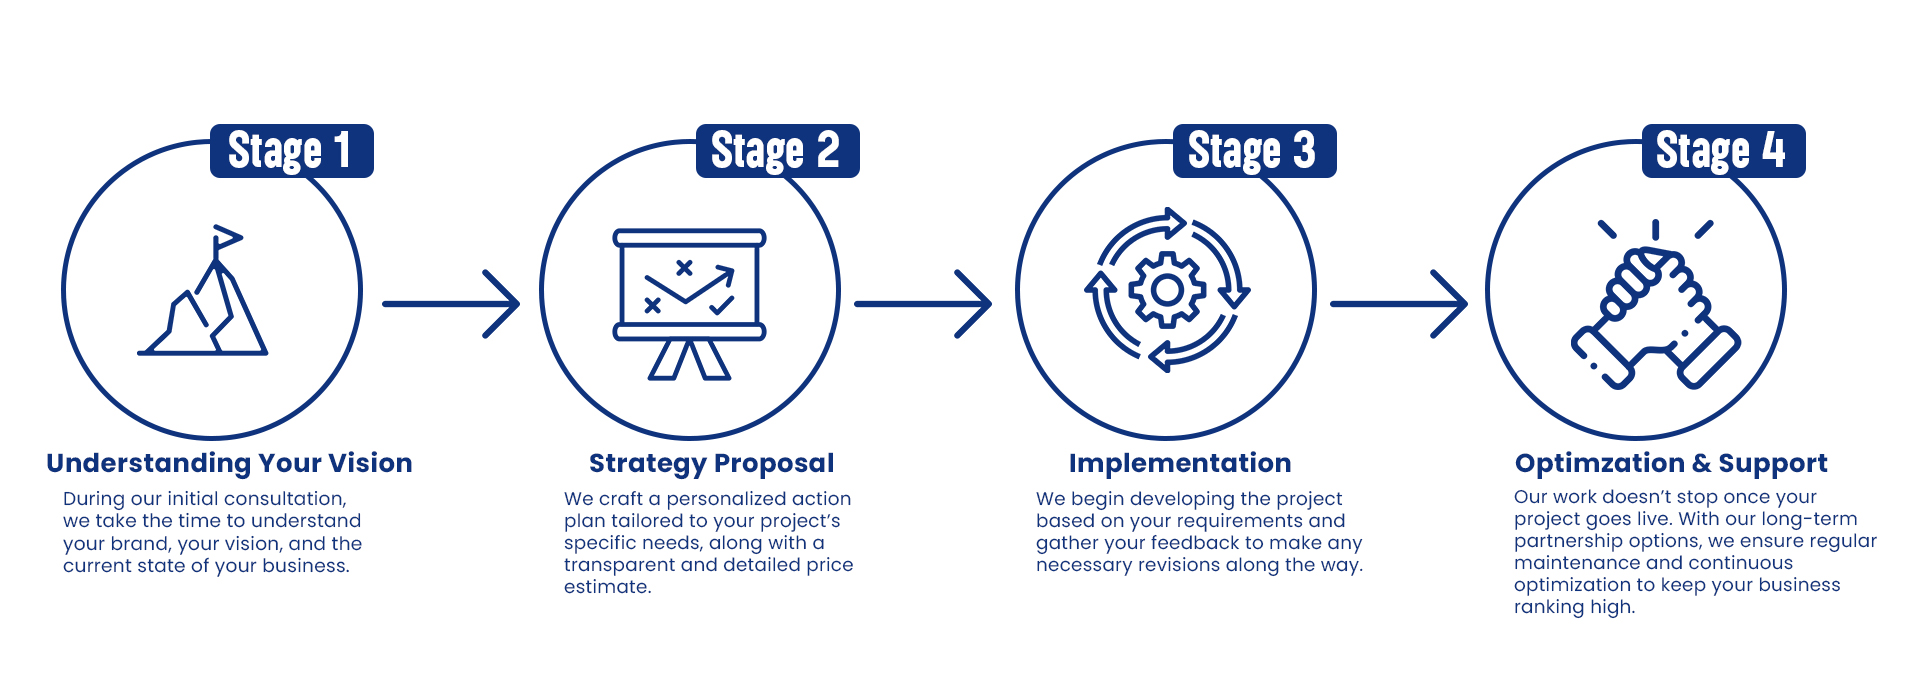 Stage 1
Understanding Your Vision
During our initial consultation,
we take the time to understand
your brand, your vision, and the
current state of your business.
Stage 2
Strategy Proposal
We craft a personalized action
plan tailored to your project’s
specific needs, along with a
transparent and detailed price
estimate.
Stage 3
Implementation
We begin developing the project
based on your requirements and
gather your feedback to make any
necessary revisions along the way.
Stage 4
Optimzation & Support
Our work doesn’t stop once your
project goes live. With our long-term
partnership options, we ensure regular
maintenance and continuous
optimization to keep your business
ranking high.